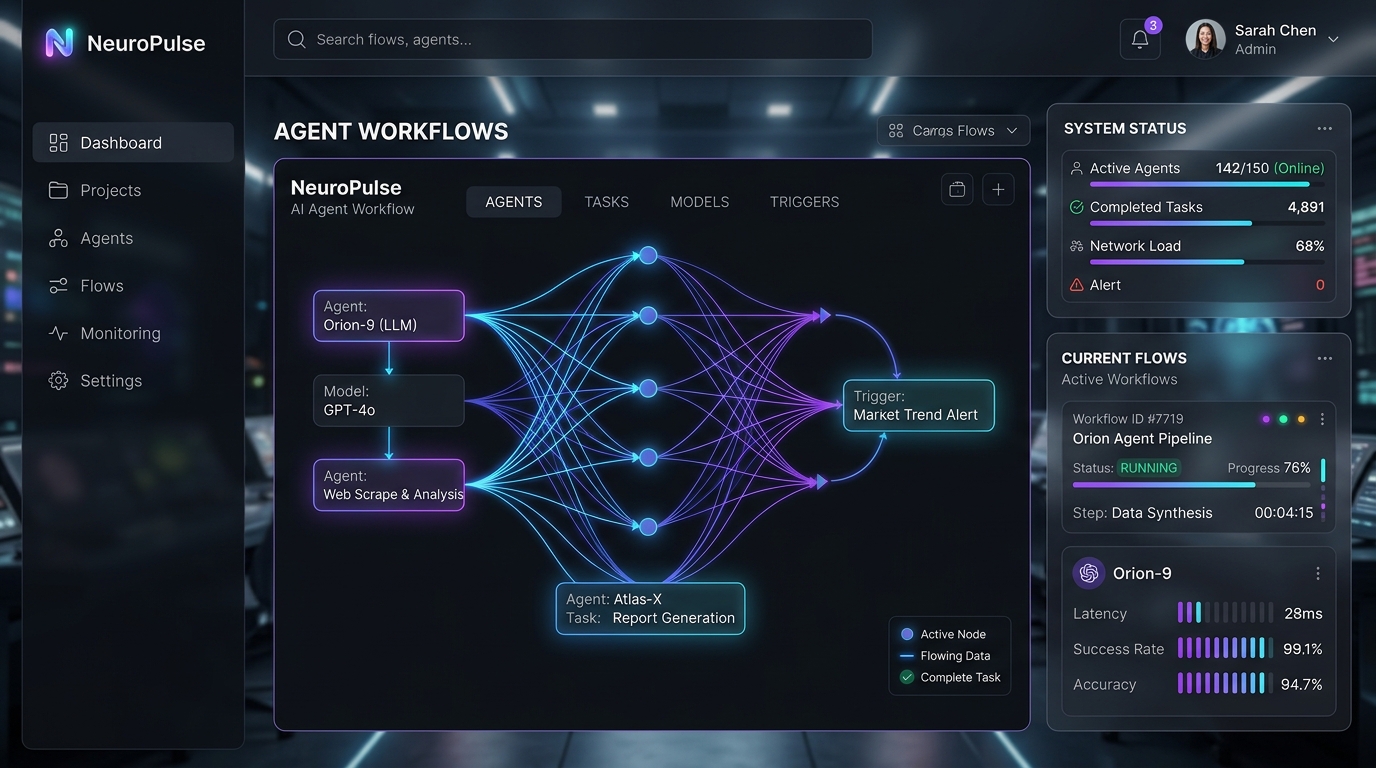 NeuroPulse
Search flows, agents...
3
Sarah Chen
Admin
Dashboard
Projects
Agents
Flows
Monitoring
Settings
AGENT WORKFLOWS
Flows
NeuroPulse
AI Agent Workflow
AGENTS
TASKS
MODELS
TRIGGERS
Agent:
Orion-9 (LLM)
Model:
GPT-4o
Agent:
Web Scrape & Analysis
Trigger:
Market Trend Alert
Agent: Atlas-X
Task: Report Generation
Active Node
Flowing Data
Complete Task
SYSTEM STATUS
Active Agents 142/150 (Online)
Completed Tasks 4,891
Network Load 68%
Alert 0
CURRENT FLOWS
Active Workflows
Workflow ID #7719
Orion Agent Pipeline
Status: RUNNING Progress 76%
Step: Data Synthesis 00:04:15
Orion-9
Latency 28ms
Success Rate 99.1%
Accuracy 94.7%